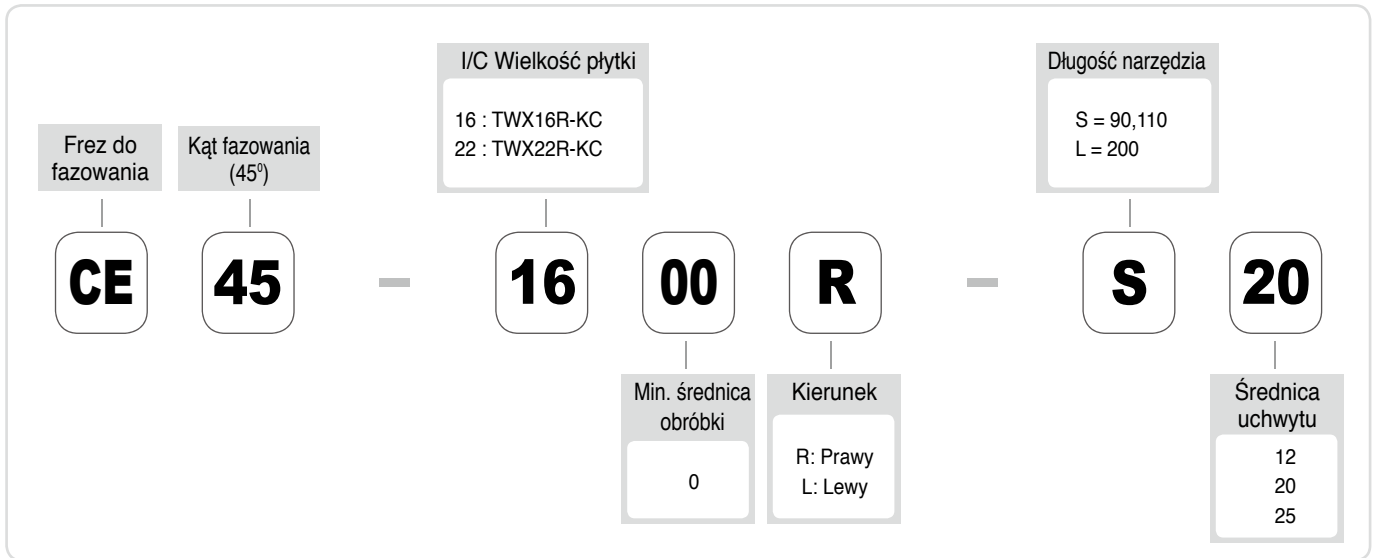 I/C Wielkość płytki
16 : TWX16R-KC
22 : TWX22R-KC
Długość narzędzia
S = 90,110
L = 200
Frez do
fazowania
Kąt fazowania
(45⁰)
CE 45 - 16 00 R - S 20
Min. średnica
obróbki
0
Kierunek
R: Prawy
L: Lewy
Średnica
uchwytu
12
20
25